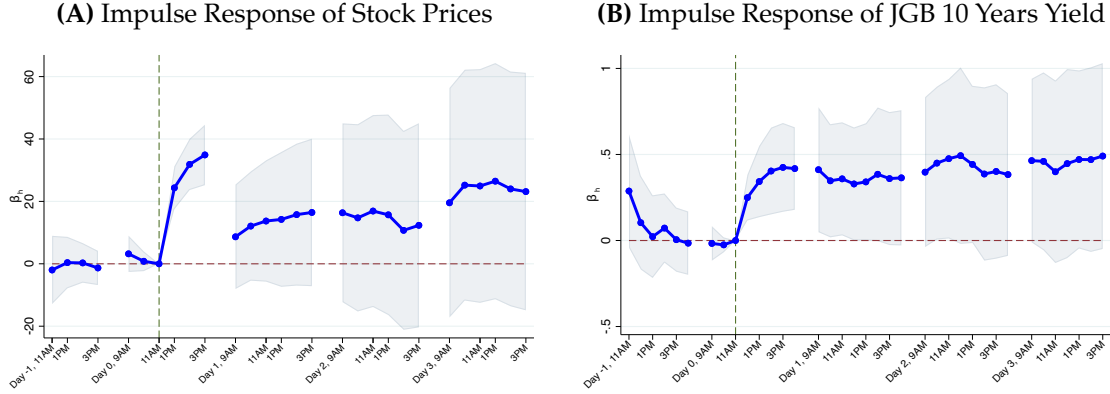 (A) Impulse Response of Stock Prices
60
40
20
0
-20
β_h
Day -1, 11AM
1PM
3PM
Day 0, 9AM
11AM
1PM
3PM
Day 1, 9AM
11AM
1PM
3PM
Day 2, 9AM
11AM
1PM
3PM
Day 3, 9AM
11AM
1PM
3PM
(B) Impulse Response of JGB 10 Years Yield
1
.5
0
-.5
β_h
Day -1, 11AM
1PM
3PM
Day 0, 9AM
11AM
1PM
3PM
Day 1, 9AM
11AM
1PM
3PM
Day 2, 9AM
11AM
1PM
3PM
Day 3, 9AM
11AM
1PM
3PM